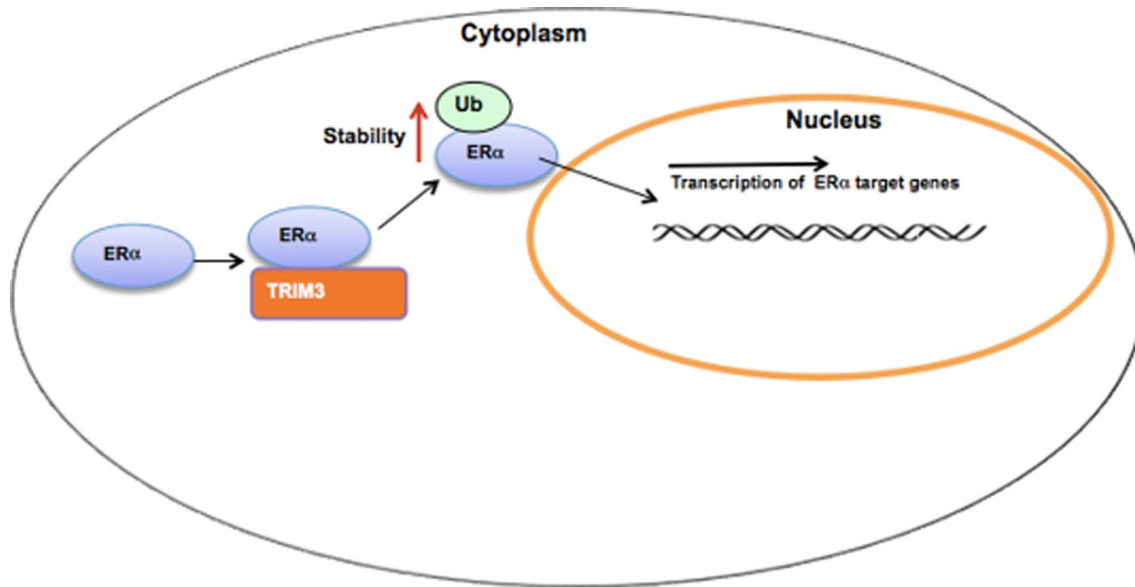 Cytoplasm
Ub
Stability
ERα
Nucleus
Transcription of ERα target genes
ERα
ERα
TRIM3